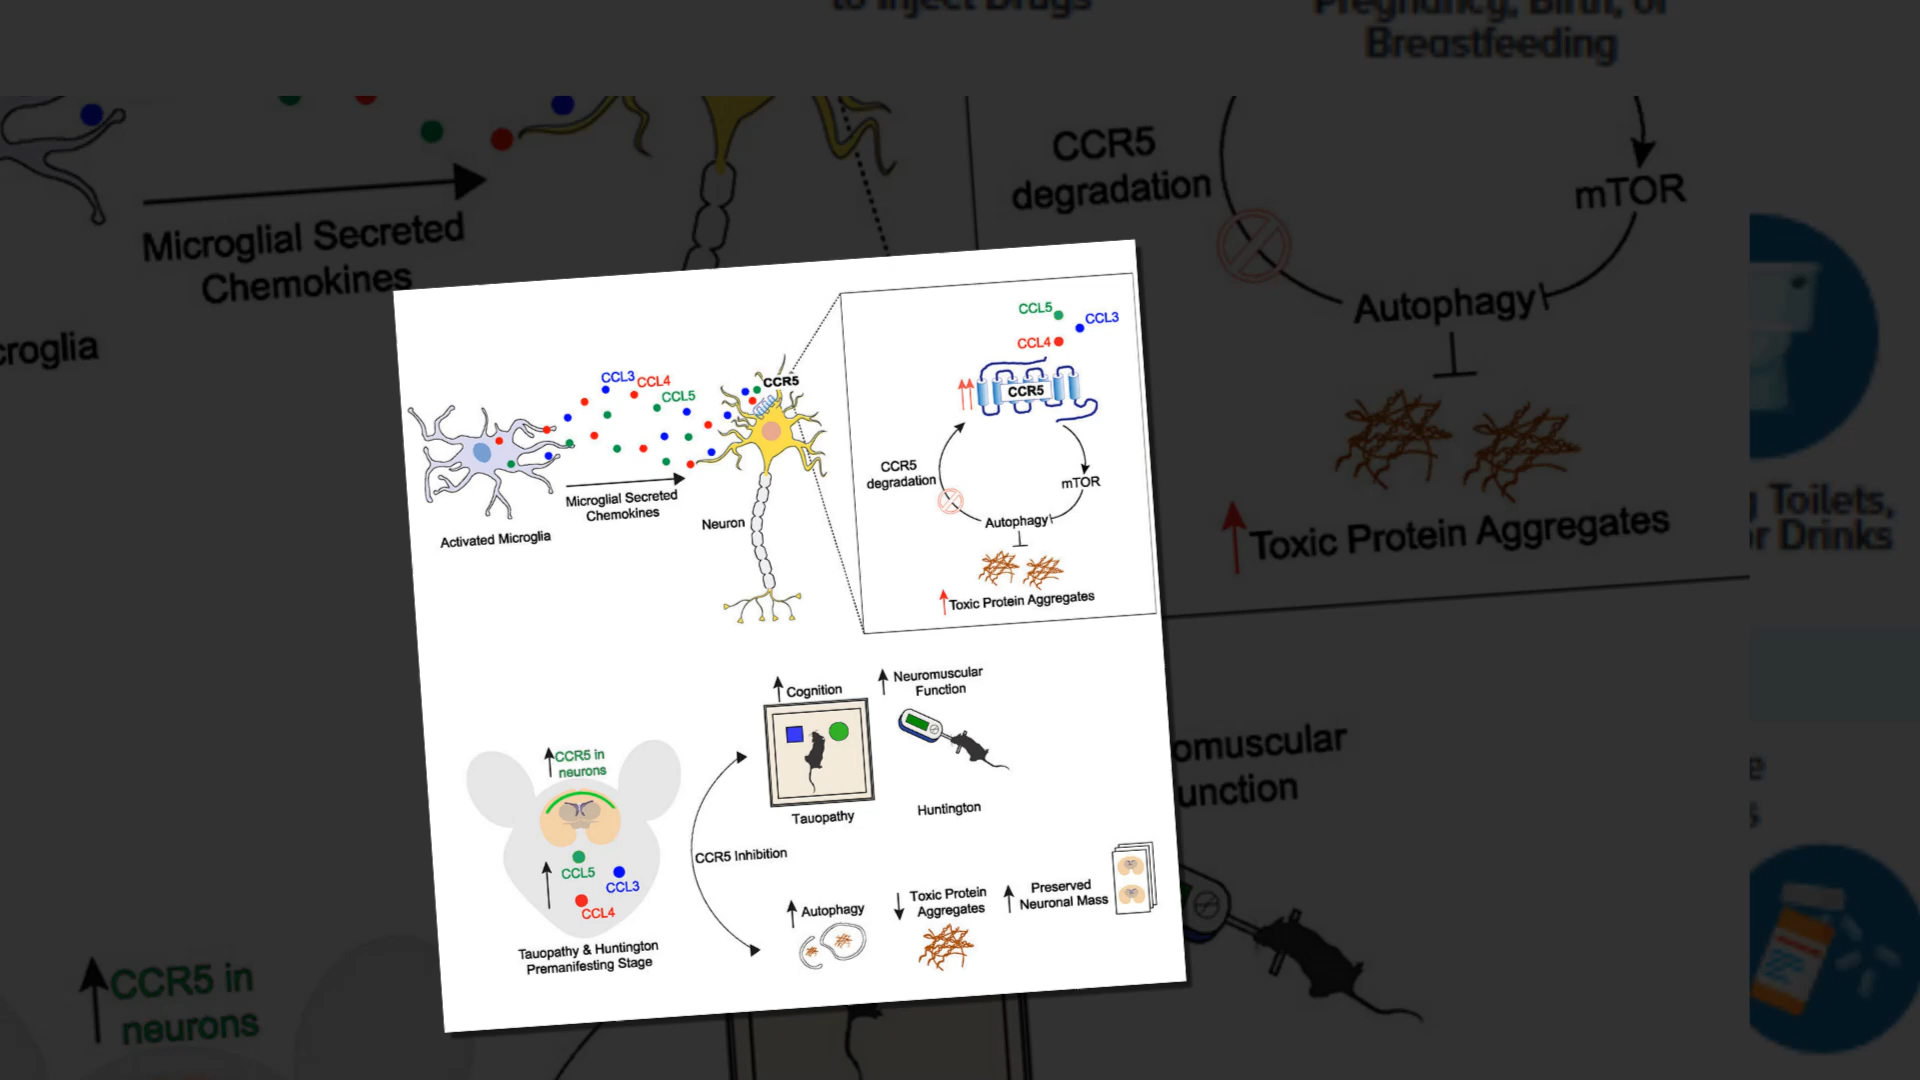 to Inject Drugs
Pregnancy, Birth, or
Breastfeeding
CCR5
degradation
mTOR
Microglial Secreted
Chemokines
Autophagy
Toxic Protein Aggregates
Toilets,
Drinks
CCR5 in
neurons
CCL5
CCL3
CCL4
CCR5
CCR5
degradation
mTOR
Autophagy
Toxic Protein Aggregates
CCL3
CCL4
CCL5
CCR5
Microglial Secreted
Chemokines
Activated Microglia
Neuron
Cognition
Neuromuscular
Function
Tauopathy
Huntington
CCR5 in
neurons
CCL5
CCL3
CCL4
Tauopathy & Huntington
Premanifesting Stage
CCR5 Inhibition
Autophagy
Toxic Protein
Aggregates
Preserved
Neuronal Mass